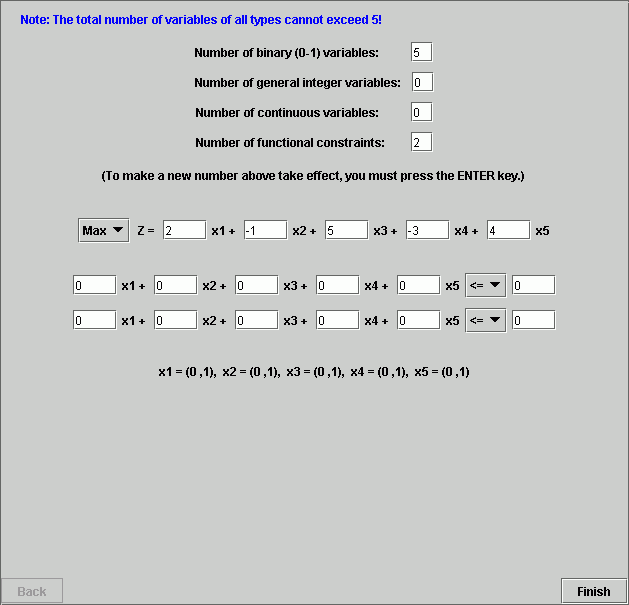 Note: The total number of variables of all types cannot exceed 5!
Number of binary (0-1) variables: 5
Number of general integer variables: 0
Number of continuous variables: 0
Number of functional constraints: 2
(To make a new number above take effect, you must press the ENTER key.)
Max Z = 2 x1 + -1 x2 + 5 x3 + -3 x4 + 4 x5
0 x1 + 0 x2 + 0 x3 + 0 x4 + 0 x5 <= 0
0 x1 + 0 x2 + 0 x3 + 0 x4 + 0 x5 <= 0
x1 = (0 ,1), x2 = (0 ,1), x3 = (0 ,1), x4 = (0 ,1), x5 = (0 ,1)
Back Finish